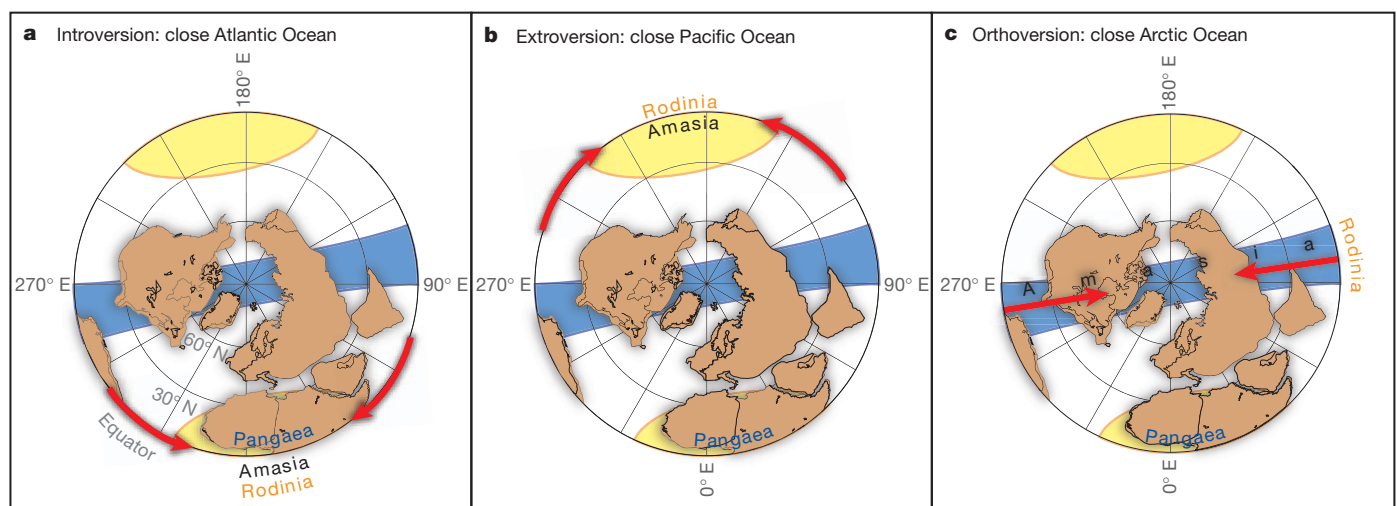 a Introversion: close Atlantic Ocean
180° E
270° E
90° E
60° N
30° N
Equator
Pangaea
Amasia
Rodinia
b Extroversion: close Pacific Ocean
Rodinia
Amasia
270° E
90° E
Pangaea
0° E
c Orthoversion: close Arctic Ocean
180° E
Rodinia
270° E
A m a s i a
Pangaea
0° E